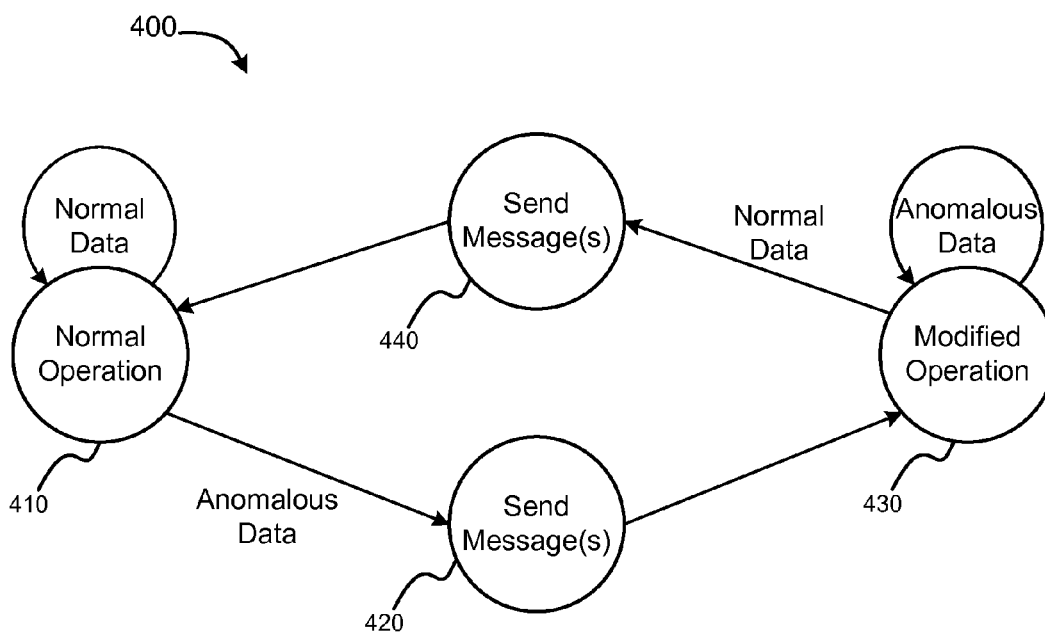 400
Normal
Data
Normal
Operation
410
Send
Message(s)
440
Normal
Data
Anomalous
Data
Modified
Operation
430
Anomalous
Data
Send
Message(s)
420